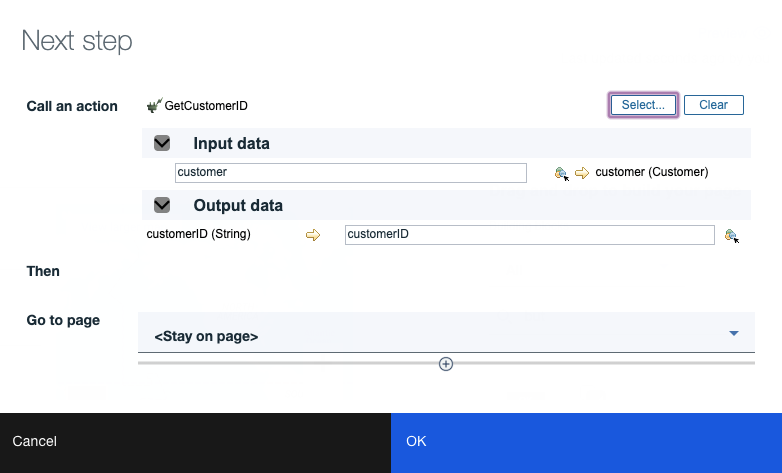 Next step
Call an action GetCustomerID Select... Clear
Input data
customer customer (Customer)
Output data
customerID (String) customerID
Then
Go to page
<Stay on page>
Cancel OK